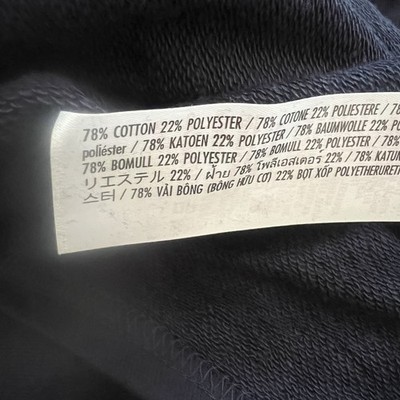 78% COTTON 22% POLYESTER / 78% COTONE 22% POLIESTERE / 78%
poliéster / 78% KATOEN 22% POLYESTER / 78% BAUMWOLLE 22% PO
78% BOMULL 22% POLYESTER / 78% BOMULL 22% POLYESTER / 78%
リエステル 22% / ฝ้าย 78% โพลีเอสเตอร์ 22% / 78% KATUN
스터 / 78% VẢI BÔNG (BÔNG HỮU CƠ) 22% BỌT XỐP POLYETHERURET